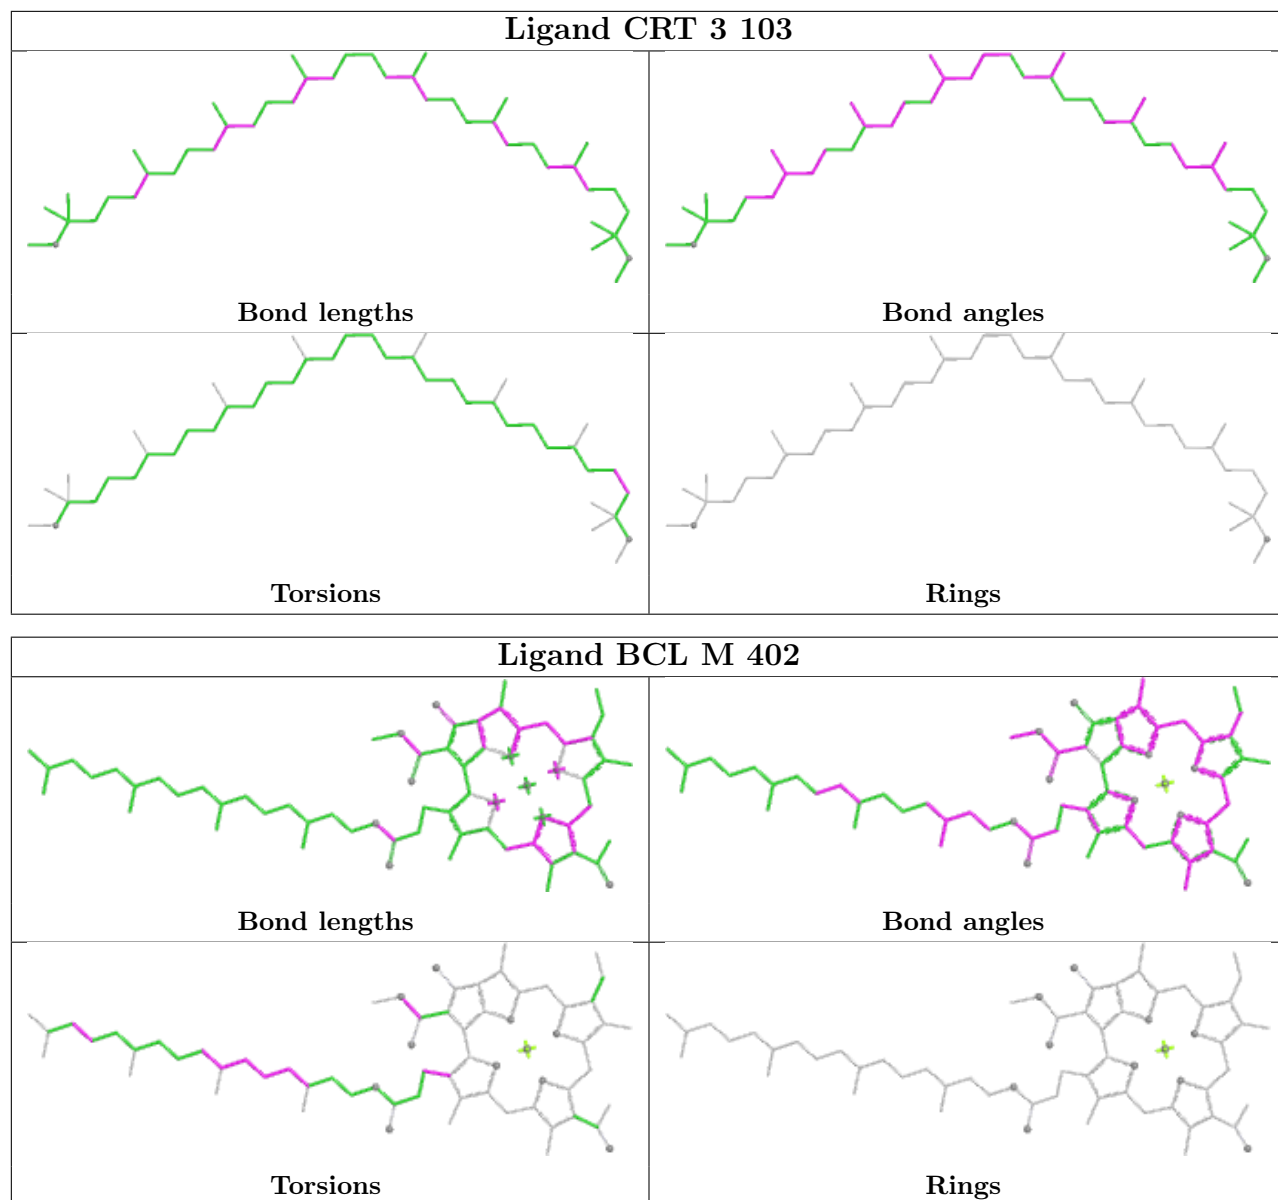 Ligand CRT 3 103
Bond lengths
Bond angles
Torsions
Rings
Ligand BCL M 402
Bond lengths
Bond angles
Torsions
Rings